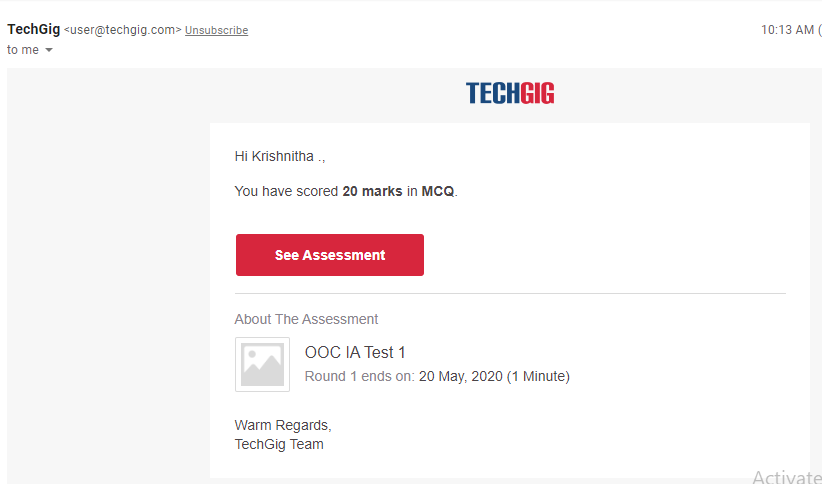 TechGig <user@techgig.com> Unsubscribe 10:13 AM (
to me
TECHGIG
Hi Krishnitha .,
You have scored 20 marks in MCQ.
See Assessment
About The Assessment
OOC IA Test 1
Round 1 ends on: 20 May, 2020 (1 Minute)
Warm Regards,
TechGig Team
Activate